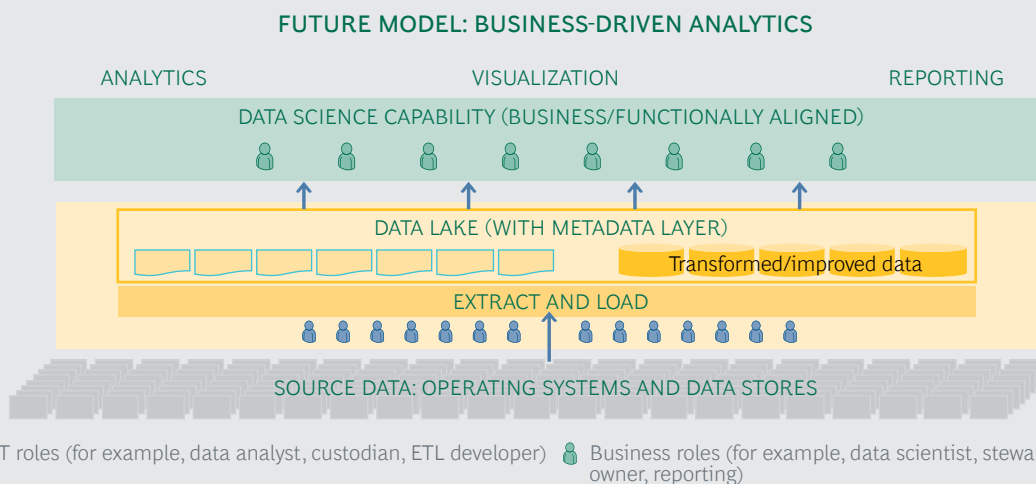 FUTURE MODEL: BUSINESS-DRIVEN ANALYTICS
ANALYTICS VISUALIZATION REPORTING
DATA SCIENCE CAPABILITY (BUSINESS/FUNCTIONALLY ALIGNED)
DATA LAKE (WITH METADATA LAYER)
Transformed/improved data
EXTRACT AND LOAD
SOURCE DATA: OPERATING SYSTEMS AND DATA STORES
T roles (for example, data analyst, custodian, ETL developer)
Business roles (for example, data scientist, stewa
owner, reporting)